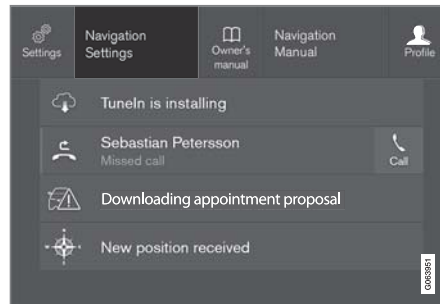 Settings
Navigation
Settings
Owner's
manual
Navigation
Manual
Profile
TuneIn is installing
Sebastian Petersson
Missed call
Call
Downloading appointment proposal
New position received
G063951